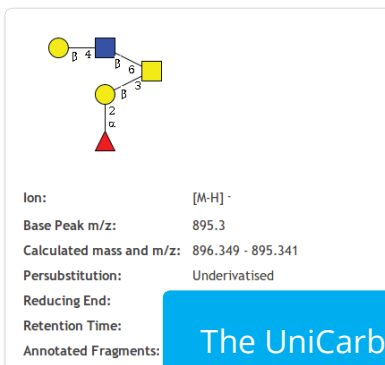 β 4
β 6
β 3
2
α
Ion: [M-H] -
Base Peak m/z: 895.3
Calculated mass and m/z: 896.349 - 895.341
Persubstitution: Underivatised
Reducing End:
Retention Time:
Annotated Fragments:
The UniCarb